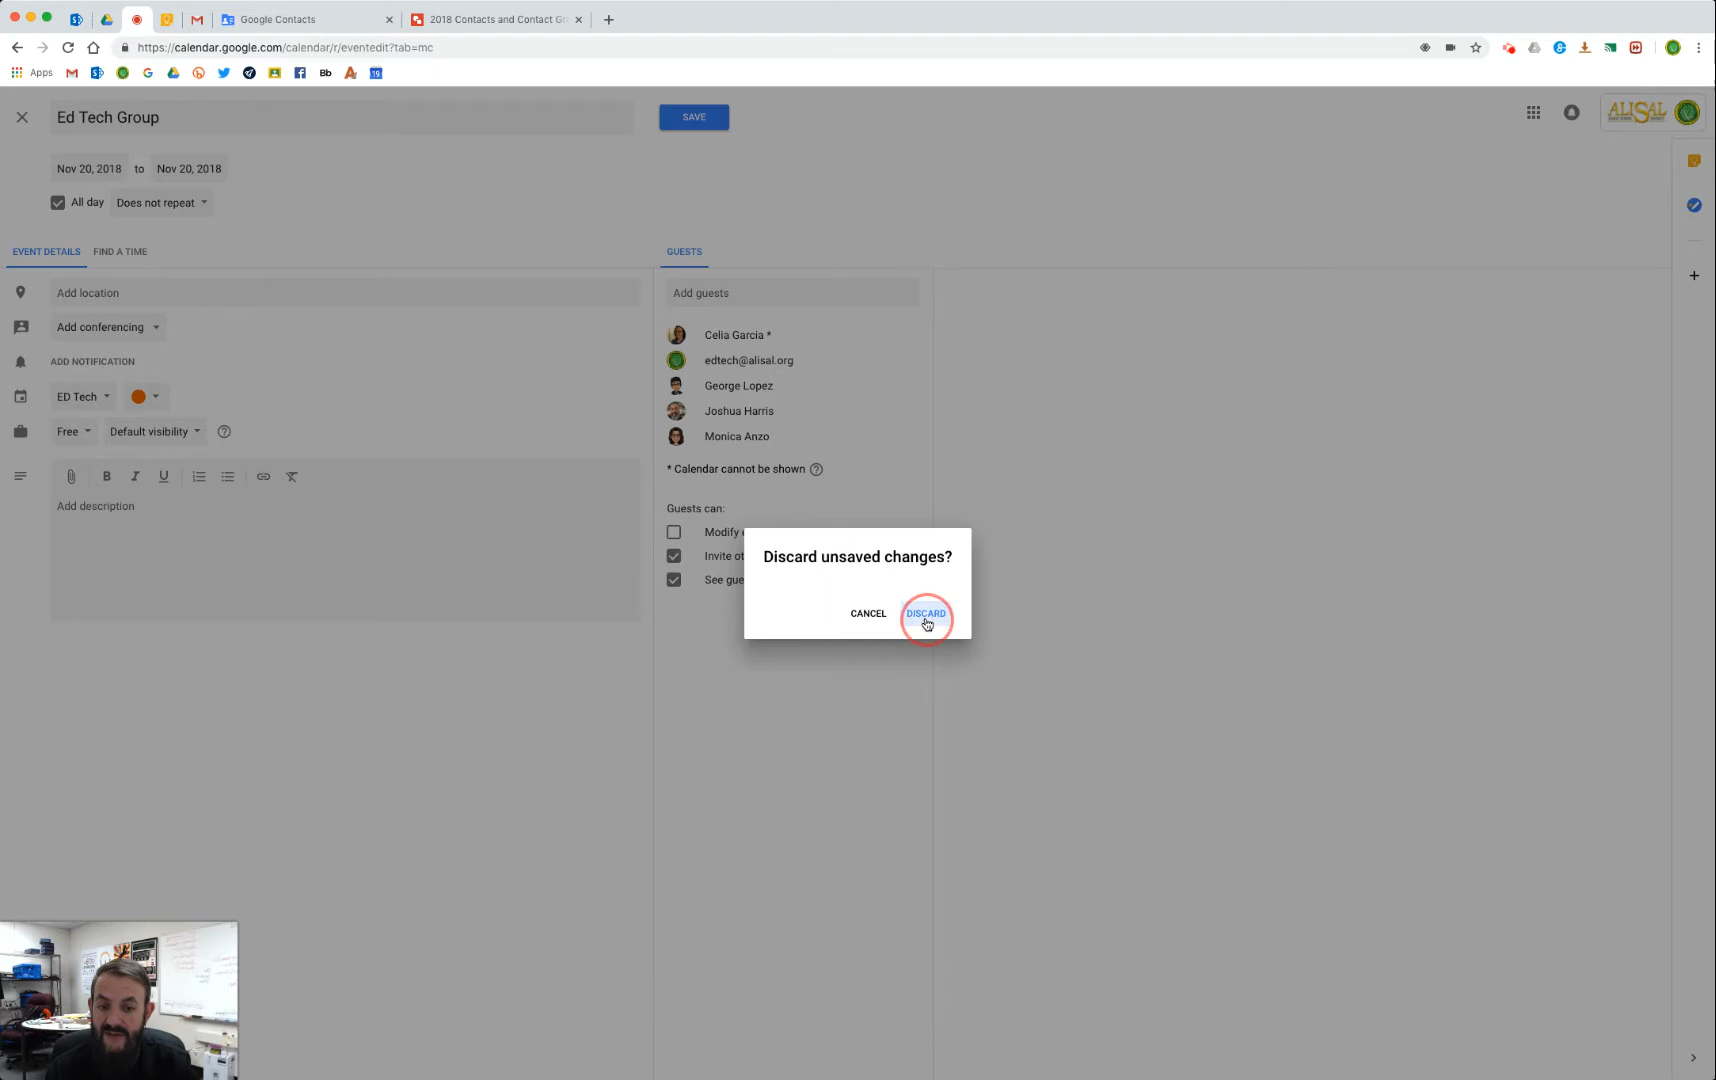 Google Contacts
2018 Contacts and Contact Gr
https://calendar.google.com/calendar/r/eventedit?tab=mc
Apps
Bb
19
Ed Tech Group
SAVE
ALISAL
Nov 20, 2018 to Nov 20, 2018
All day Does not repeat
EVENT DETAILS FIND A TIME
GUESTS
Add location
Add guests
Add conferencing
Celia Garcia *
ADD NOTIFICATION
edtech@alisal.org
George Lopez
ED Tech
Joshua Harris
Free Default visibility
Monica Anzo
* Calendar cannot be shown
B I U
Add description
Guests can:
Modify e
Invite ot
See gue
Discard unsaved changes?
CANCEL DISCARD